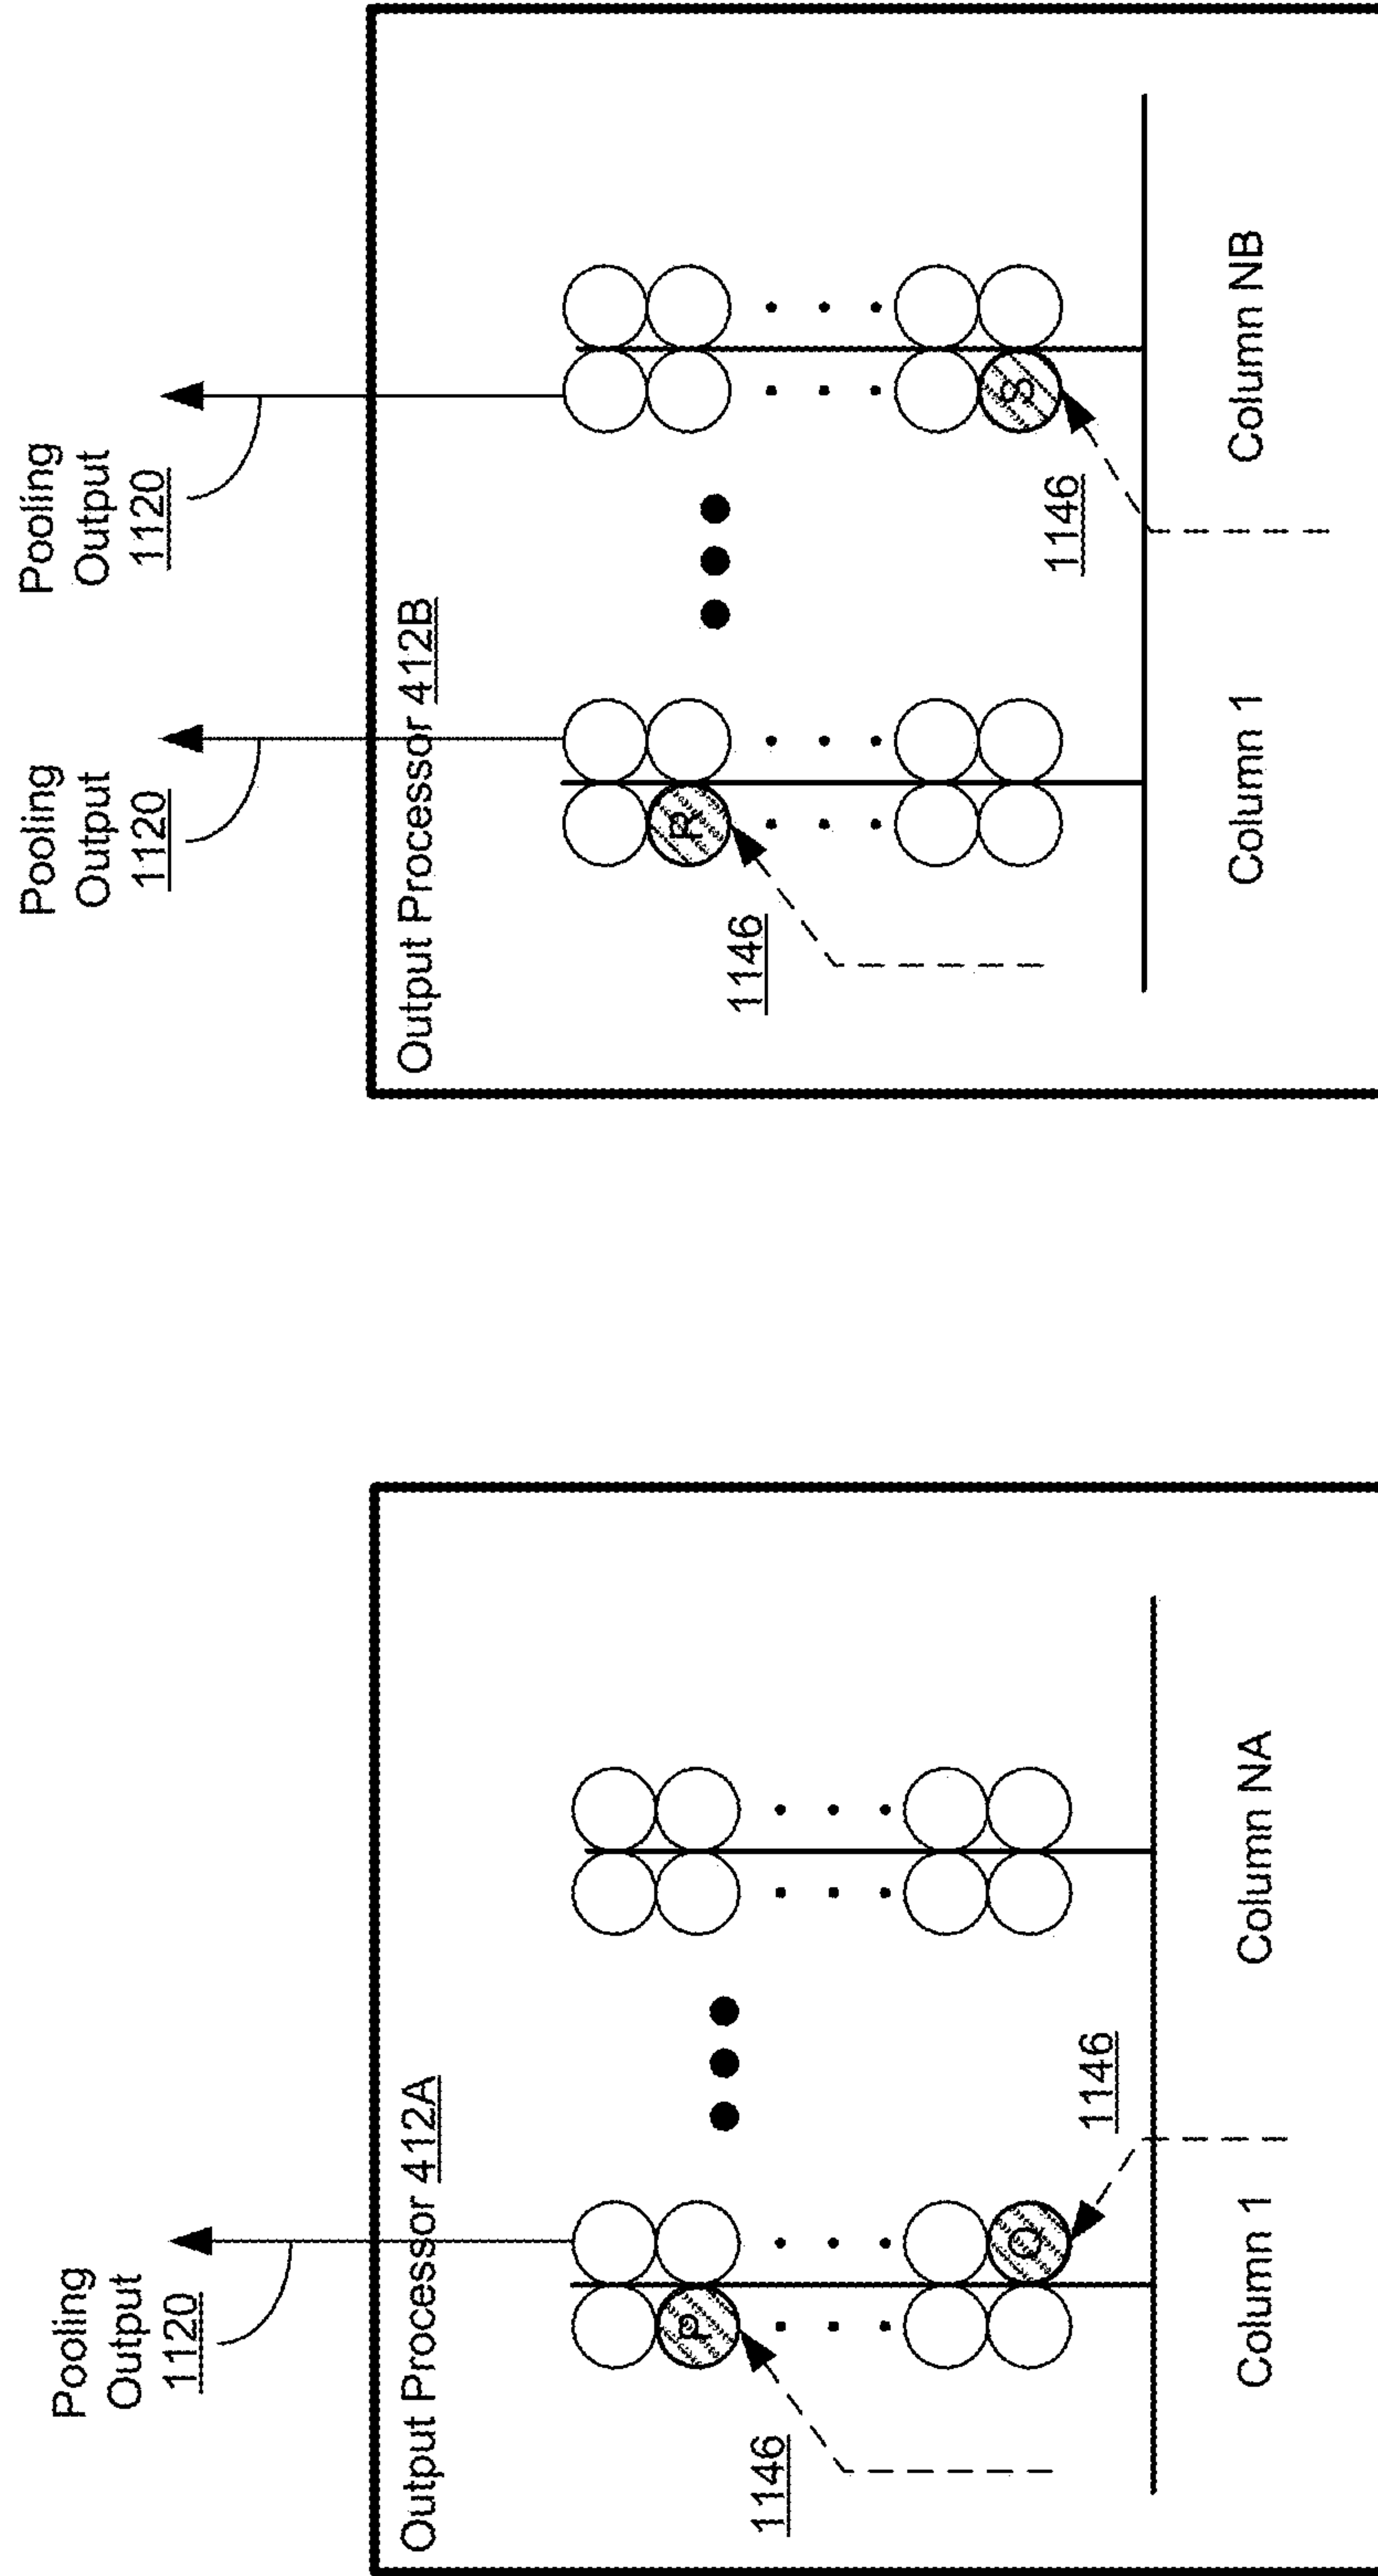 Pooling
Output
1120
Output Processor 412A
1146
P
Q
1146
Column 1
Column NA
Pooling
Output
1120
Pooling
Output
1120
Output Processor 412B
1146
R
S
1146
Column 1
Column NB